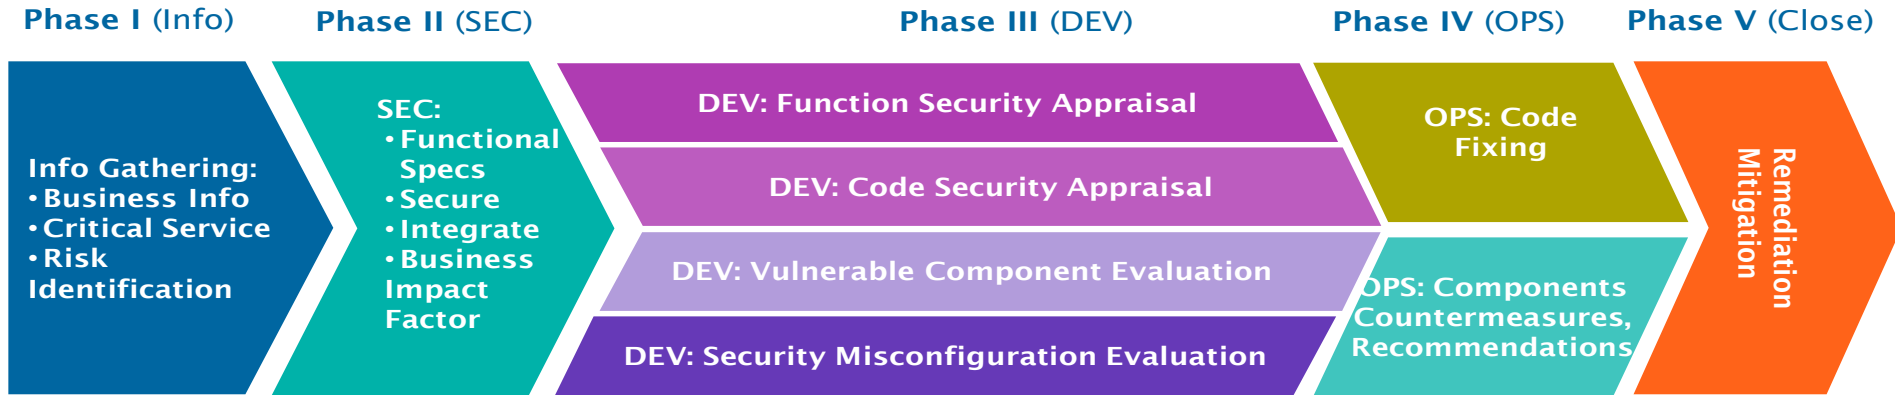 Phase I (Info)
Phase II (SEC)
Phase III (DEV)
Phase IV (OPS)
Phase V (Close)
Info Gathering:
•Business Info
•Critical Service
•Risk
Identification
SEC:
•Functional
Specs
•Secure
•Integrate
•Business
Impact
Factor
DEV: Function Security Appraisal
DEV: Code Security Appraisal
DEV: Vulnerable Component Evaluation
DEV: Security Misconfiguration Evaluation
OPS: Code
Fixing
OPS: Components
Countermeasures,
Recommendations
Remediation
Mitigation